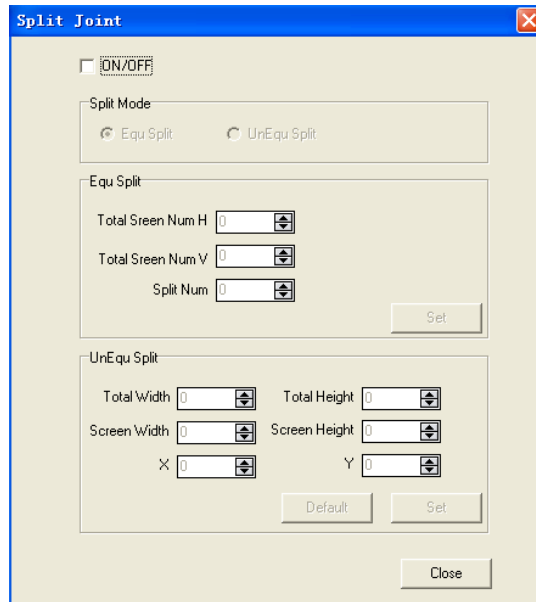 Split Joint
ON/OFF
Split Mode
Equ Split UnEqu Split
Equ Split
Total Sreen Num H 0
Total Sreen Num V 0
Split Num 0
Set
UnEqu Split
Total Width 0 Total Height 0
Screen Width 0 Screen Height 0
X 0 Y 0
Default Set
Close